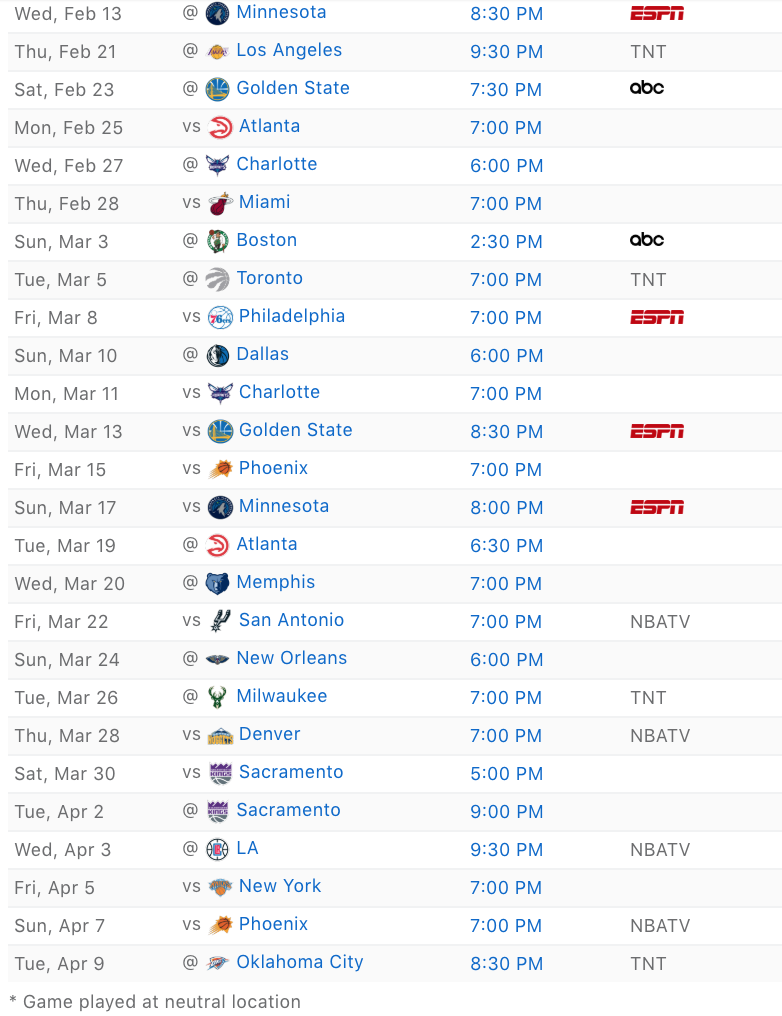 Wed, Feb 13 @ Minnesota 8:30 PM ESPN
Thu, Feb 21 @ Los Angeles 9:30 PM TNT
Sat, Feb 23 @ Golden State 7:30 PM abc
Mon, Feb 25 vs Atlanta 7:00 PM
Wed, Feb 27 @ Charlotte 6:00 PM
Thu, Feb 28 vs Miami 7:00 PM
Sun, Mar 3 @ Boston 2:30 PM abc
Tue, Mar 5 @ Toronto 7:00 PM TNT
Fri, Mar 8 vs Philadelphia 7:00 PM ESPN
Sun, Mar 10 @ Dallas 6:00 PM
Mon, Mar 11 vs Charlotte 7:00 PM
Wed, Mar 13 vs Golden State 8:30 PM ESPN
Fri, Mar 15 vs Phoenix 7:00 PM
Sun, Mar 17 vs Minnesota 8:00 PM ESPN
Tue, Mar 19 @ Atlanta 6:30 PM
Wed, Mar 20 @ Memphis 7:00 PM
Fri, Mar 22 vs San Antonio 7:00 PM NBATV
Sun, Mar 24 @ New Orleans 6:00 PM
Tue, Mar 26 @ Milwaukee 7:00 PM TNT
Thu, Mar 28 vs Denver 7:00 PM NBATV
Sat, Mar 30 vs Sacramento 5:00 PM
Tue, Apr 2 @ Sacramento 9:00 PM
Wed, Apr 3 @ LA 9:30 PM NBATV
Fri, Apr 5 vs New York 7:00 PM
Sun, Apr 7 vs Phoenix 7:00 PM NBATV
Tue, Apr 9 @ Oklahoma City 8:30 PM TNT
* Game played at neutral location